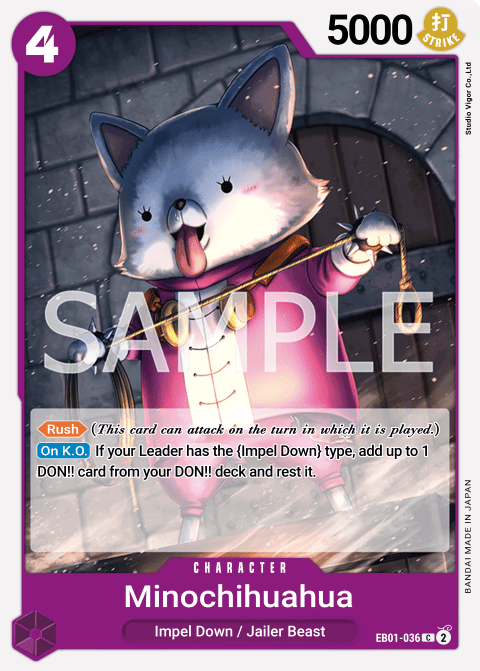 4
5000
打
STRIKE
Studio Vigor Co.,Ltd
SAMPLE
Rush (This card can attack on the turn in which it is played.)
On K.O. If your Leader has the {Impel Down} type, add up to 1
DON!! card from your DON!! deck and rest it.
BANDAI MADE IN JAPAN
CHARACTER
Minochihuahua
Impel Down / Jailer Beast
EB01-036 C 2